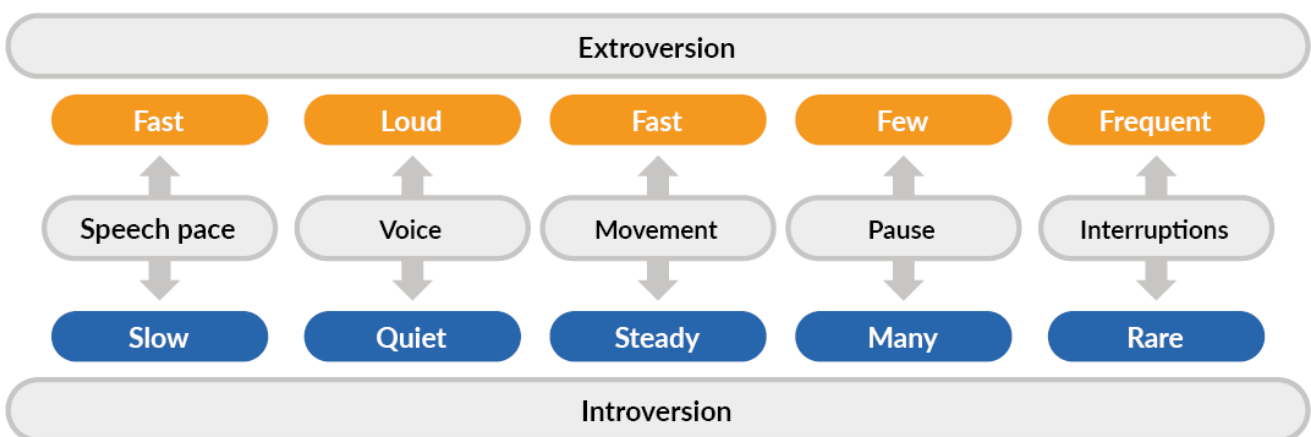 Extroversion
Fast Loud Fast Few Frequent
Speech pace Voice Movement Pause Interruptions
Slow Quiet Steady Many Rare
Introversion